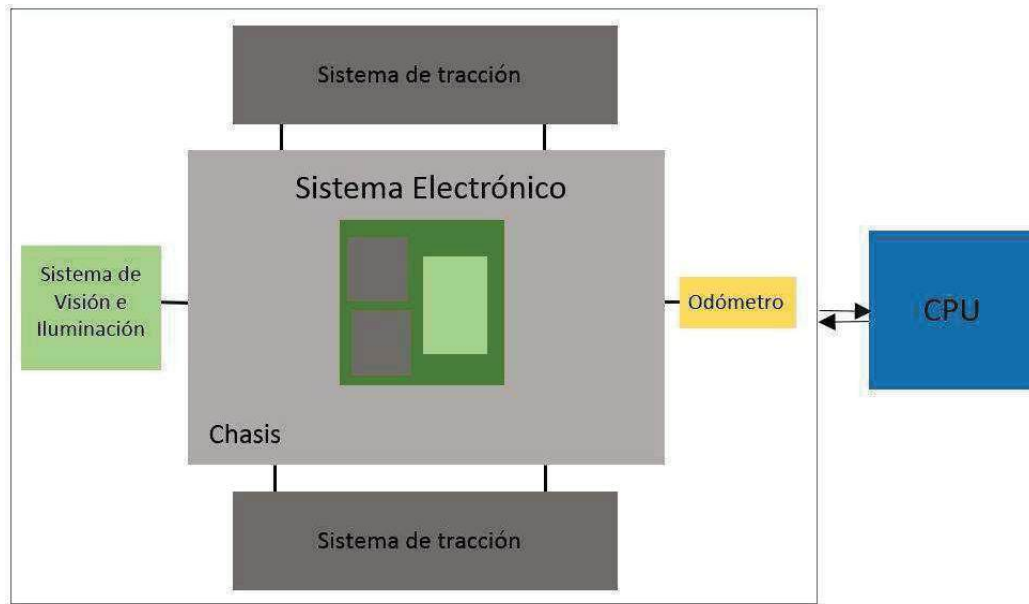 Sistema de tracción
Sistema Electrónico
Sistema de
Visión e
Iluminación
Odómetro
CPU
Chasis
Sistema de tracción